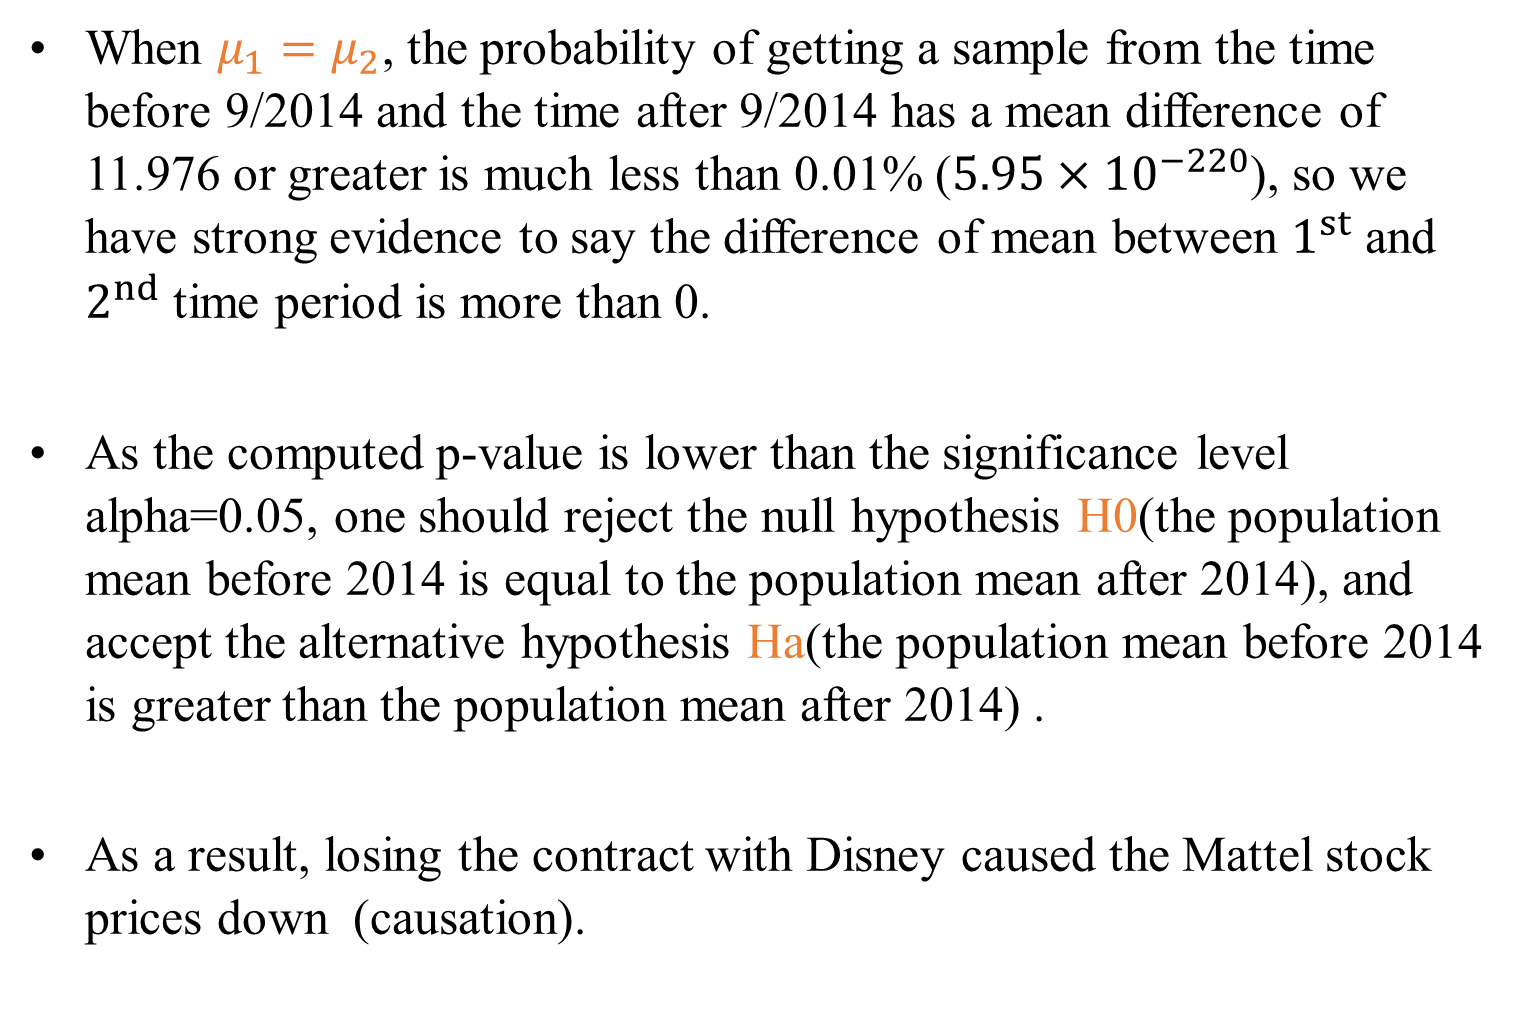 • When μ₁ = μ₂, the probability of getting a sample from the time
before 9/2014 and the time after 9/2014 has a mean difference of
11.976 or greater is much less than 0.01% (5.95 × 10⁻²²⁰), so we
have strong evidence to say the difference of mean between 1ˢᵗ and
2ⁿᵈ time period is more than 0.
• As the computed p-value is lower than the significance level
alpha=0.05, one should reject the null hypothesis H0(the population
mean before 2014 is equal to the population mean after 2014), and
accept the alternative hypothesis Ha(the population mean before 2014
is greater than the population mean after 2014) .
• As a result, losing the contract with Disney caused the Mattel stock
prices down  (causation).